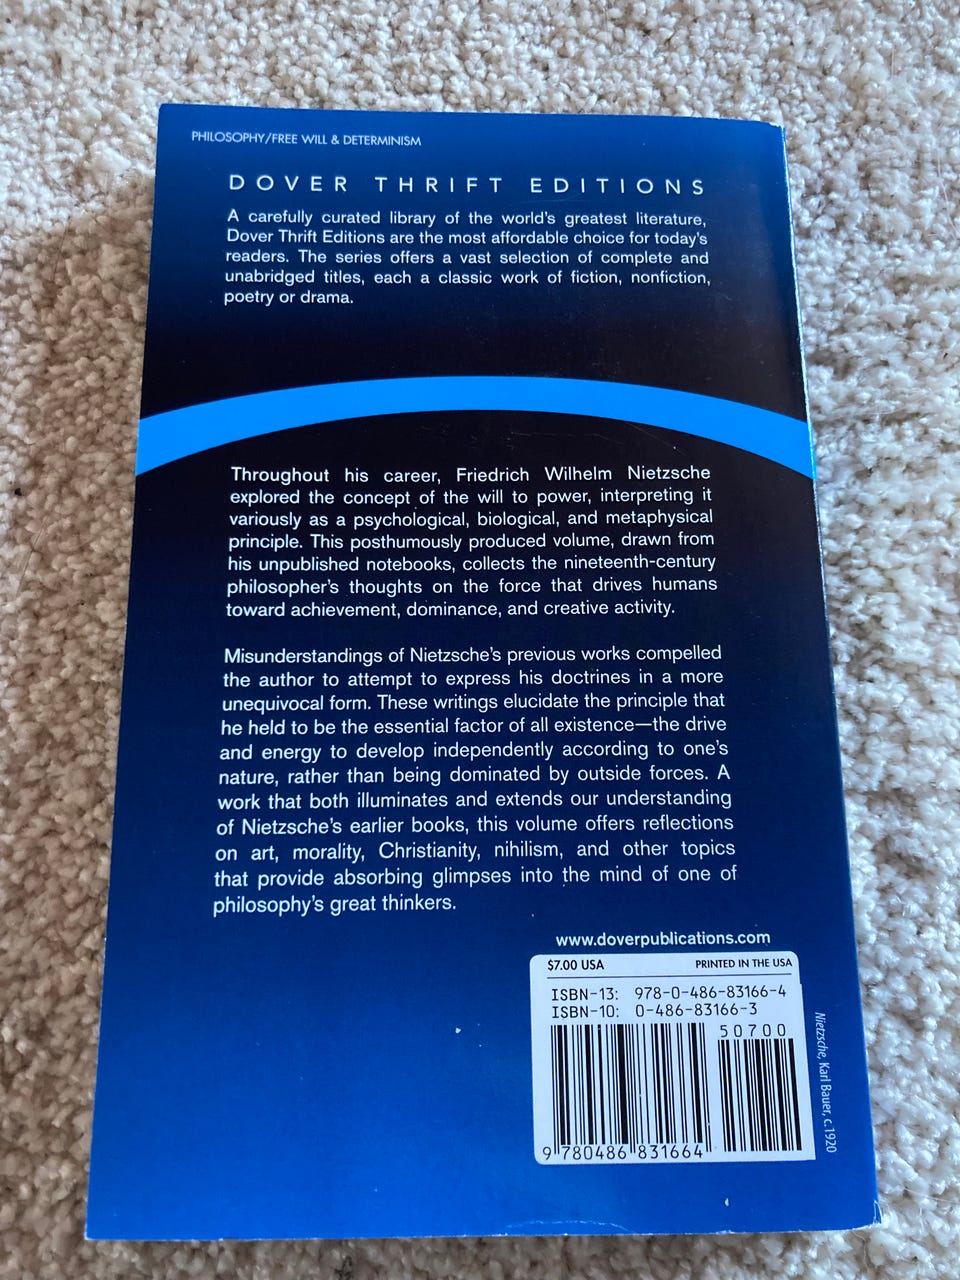 PHILOSOPHY/FREE WILL & DETERMINISM
DOVER THRIFT EDITIONS
A carefully curated library of the world's greatest literature,
Dover Thrift Editions are the most affordable choice for today's
readers. The series offers a vast selection of complete and
unabridged titles, each a classic work of fiction, nonfiction,
poetry or drama.
Throughout his career, Friedrich Wilhelm Nietzsche
explored the concept of the will to power, interpreting it
variously as a psychological, biological, and metaphysical
principle. This posthumously produced volume, drawn from
his unpublished notebooks, collects the nineteenth-century
philosopher's thoughts on the force that drives humans
toward achievement, dominance, and creative activity.
Misunderstandings of Nietzsche's previous works compelled
the author to attempt to express his doctrines in a more
unequivocal form. These writings elucidate the principle that
he held to be the essential factor of all existence—the drive
and energy to develop independently according to one's
nature, rather than being dominated by outside forces. A
work that both illuminates and extends our understanding
of Nietzsche's earlier books, this volume offers reflections
on art, morality, Christianity, nihilism, and other topics
that provide absorbing glimpses into the mind of one of
philosophy's great thinkers.
www.doverpublications.com
$7.00 USA PRINTED IN THE USA
ISBN-13: 978-0-486-83166-4
ISBN-10: 0-486-83166-3
50700
9 780486 831664
Nietzsche, Karl Bauer, c.1920